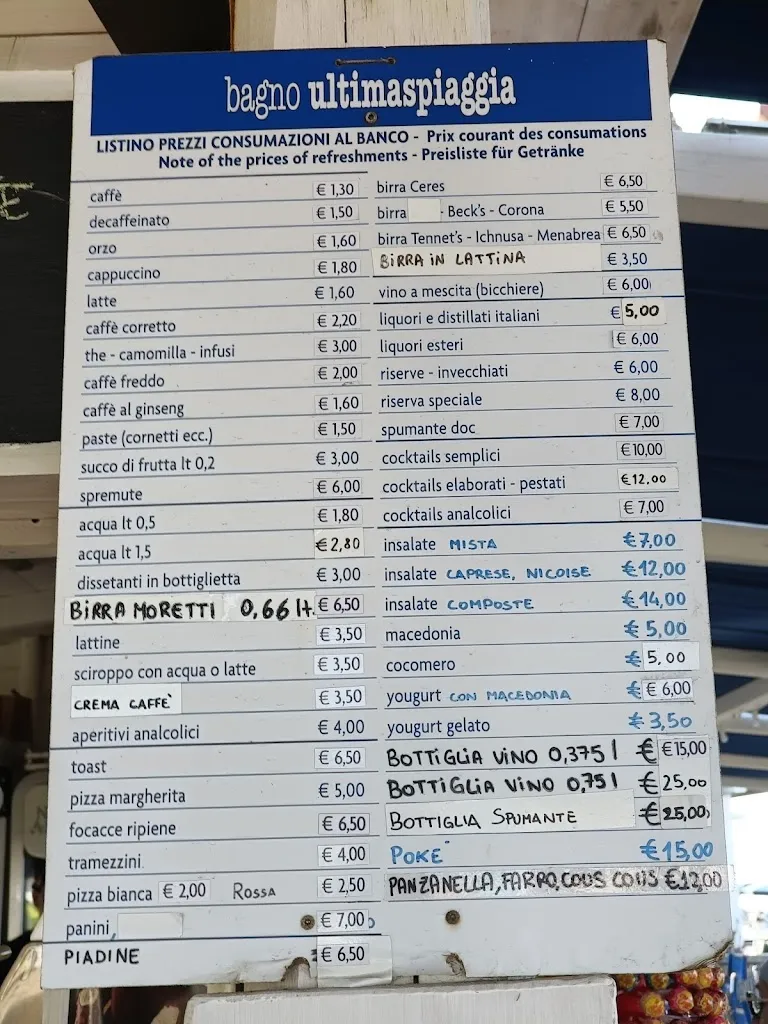 bagno ultimaspiaggia
LISTINO PREZZI CONSUMAZIONI AL BANCO - Prix courant des consumations
Note of the prices of refreshments - Preisliste für Getränke
caffè € 1,30
decaffeinato € 1,50
orzo € 1,60
cappuccino € 1,80
latte € 1,60
caffè corretto € 2,20
the - camomilla - infusi € 3,00
caffè freddo € 2,00
caffè al ginseng € 1,60
paste (cornetti ecc.) € 1,50
succo di frutta lt 0,2 € 3,00
spremute € 6,00
acqua lt 0,5 € 1,80
acqua lt 1,5 € 2,80
dissetanti in bottiglietta € 3,00
BIRRA MORETTI 0,66 lt. € 6,50
lattine € 3,50
sciroppo con acqua o latte € 3,50
CREMA CAFFE' € 3,50
aperitivi analcolici € 4,00
toast € 6,50
pizza margherita € 5,00
focacce ripiene € 6,50
tramezzini € 4,00
pizza bianca € 2,00 ROSSA € 2,50
panini, € 7,00
PIADINE € 6,50
birra Ceres € 6,50
birra - Beck's - Corona € 5,50
birra Tennet's - Ichnusa - Menabrea € 6,50
BIRRA IN LATTINA € 3,50
vino a mescita (bicchiere) € 6,00
liquori e distillati italiani € 5,00
liquori esteri € 6,00
riserve - invecchiati € 6,00
riserva speciale € 8,00
spumante doc € 7,00
cocktails semplici €10,00
cocktails elaborati - pestati €12,00
cocktails analcolici € 7,00
insalate MISTA €7,00
insalate CAPRESE, NICOISE €12,00
insalate COMPOSTE €14,00
macedonia € 5,00
cocomero € 5,00
yougurt CON MACEDONIA € € 6,00
yougurt gelato € 3,50
BOTTIGLIA VINO 0,375 l € €15,00
BOTTIGLIA VINO 0,75 l €25,00
BOTTIGLIA SPUMANTE €25,00
POKE' €15,00
PANZANELLA, FARRO, COUS COUS €12,00